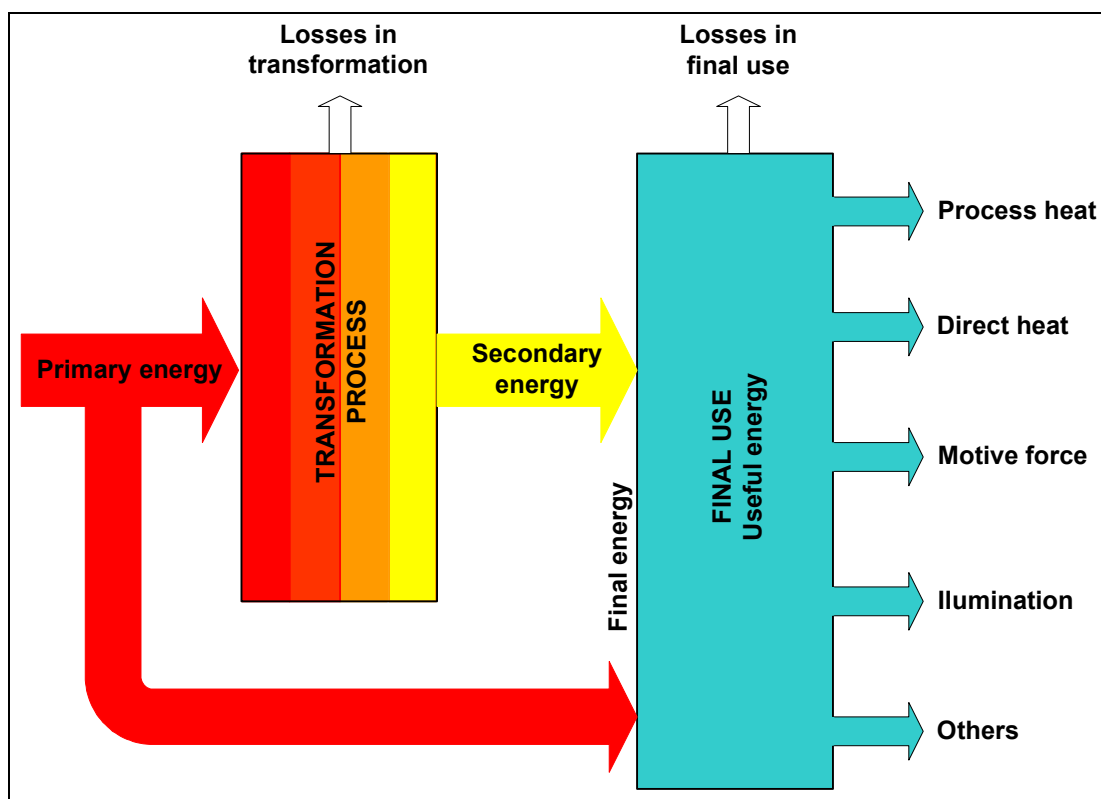 Losses in
transformation
Losses in
final use
Primary energy
TRANSFORMATION
PROCESS
Secondary
energy
Final energy
FINAL USE
Useful energy
Process heat
Direct heat
Motive force
Ilumination
Others